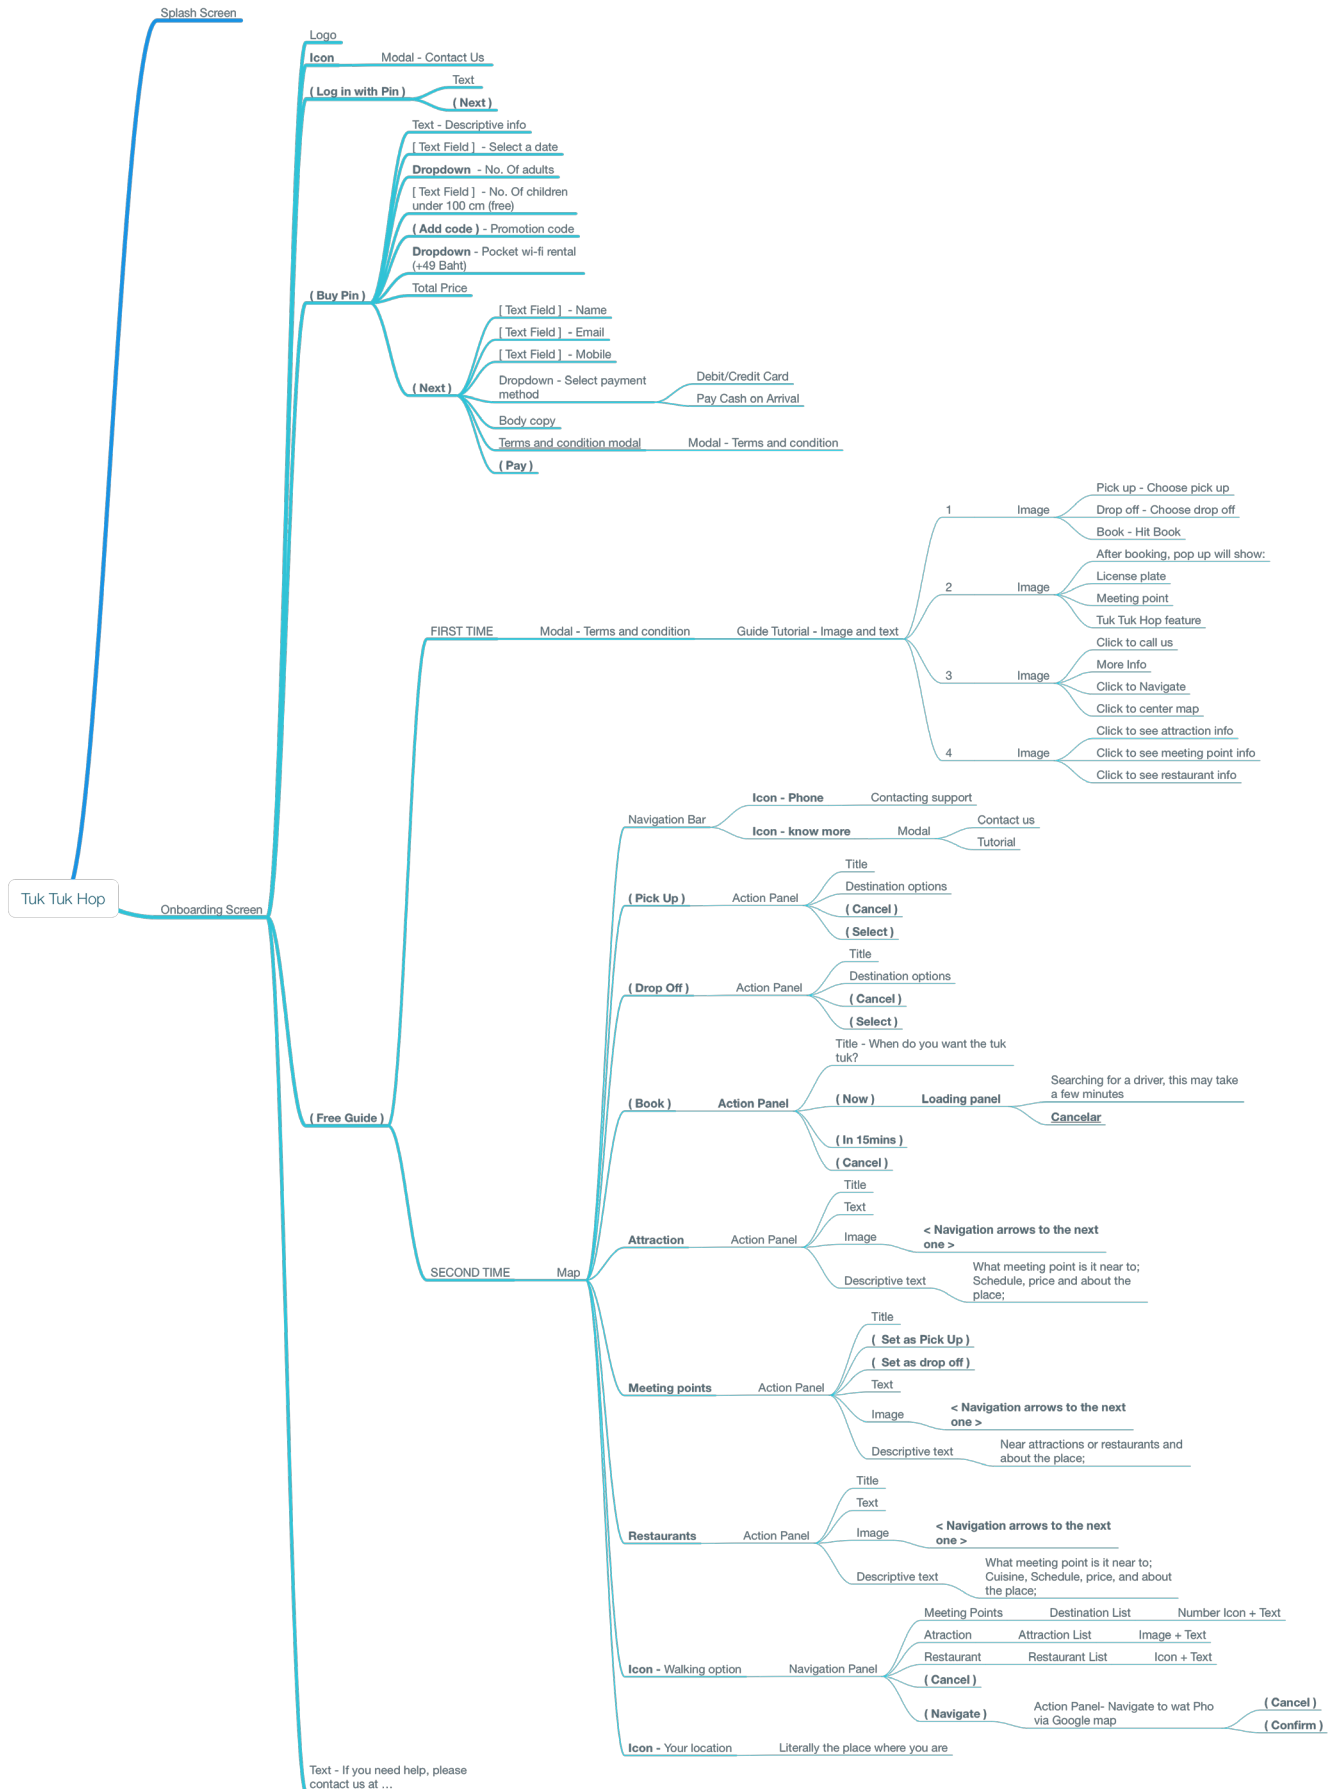 Splash Screen
Logo
Icon
Modal - Contact Us
( Log in with Pin )
Text
( Next )
Text - Descriptive info
[ Text Field ]  - Select a date
Dropdown  - No. Of adults
[ Text Field ]  - No. Of children
under 100 cm (free)
( Add code ) - Promotion code
Dropdown - Pocket wi-fi rental
(+49 Baht)
( Buy Pin )
Total Price
[ Text Field ]  - Name
[ Text Field ]  - Email
[ Text Field ]  - Mobile
( Next )
Dropdown - Select payment
method
Debit/Credit Card
Pay Cash on Arrival
Body copy
Terms and condition modal
Modal - Terms and condition
( Pay )
FIRST TIME
Modal - Terms and condition
Guide Tutorial - Image and text
1
Image
Pick up - Choose pick up
Drop off - Choose drop off
Book - Hit Book
2
Image
After booking, pop up will show:
License plate
Meeting point
Tuk Tuk Hop feature
3
Image
Click to call us
More Info
Click to Navigate
Click to center map
4
Image
Click to see attraction info
Click to see meeting point info
Click to see restaurant info
Tuk Tuk Hop
Onboarding Screen
( Free Guide )
SECOND TIME
Map
Navigation Bar
Icon - Phone
Contacting support
Icon - know more
Modal
Contact us
Tutorial
( Pick Up )
Action Panel
Title
Destination options
( Cancel )
( Select )
( Drop Off )
Action Panel
Title
Destination options
( Cancel )
( Select )
( Book )
Action Panel
Title - When do you want the tuk
tuk?
( Now )
Loading panel
Searching for a driver, this may take
a few minutes
Cancelar
( In 15mins )
( Cancel )
Attraction
Action Panel
Title
Text
Image
< Navigation arrows to the next
one >
Descriptive text
What meeting point is it near to;
Schedule, price and about the
place;
Meeting points
Action Panel
Title
(  Set as Pick Up )
(  Set as drop off )
Text
Image
< Navigation arrows to the next
one >
Descriptive text
Near attractions or restaurants and
about the place;
Restaurants
Action Panel
Title
Text
Image
< Navigation arrows to the next
one >
Descriptive text
What meeting point is it near to;
Cuisine, Schedule, price, and about
the place;
Icon - Walking option
Navigation Panel
Meeting Points
Destination List
Number Icon + Text
Atraction
Attraction List
Image + Text
Restaurant
Restaurant List
Icon + Text
( Cancel )
( Navigate )
Action Panel- Navigate to wat Pho
via Google map
( Cancel )
( Confirm )
Icon - Your location
Literally the place where you are
Text - If you need help, please
contact us at …